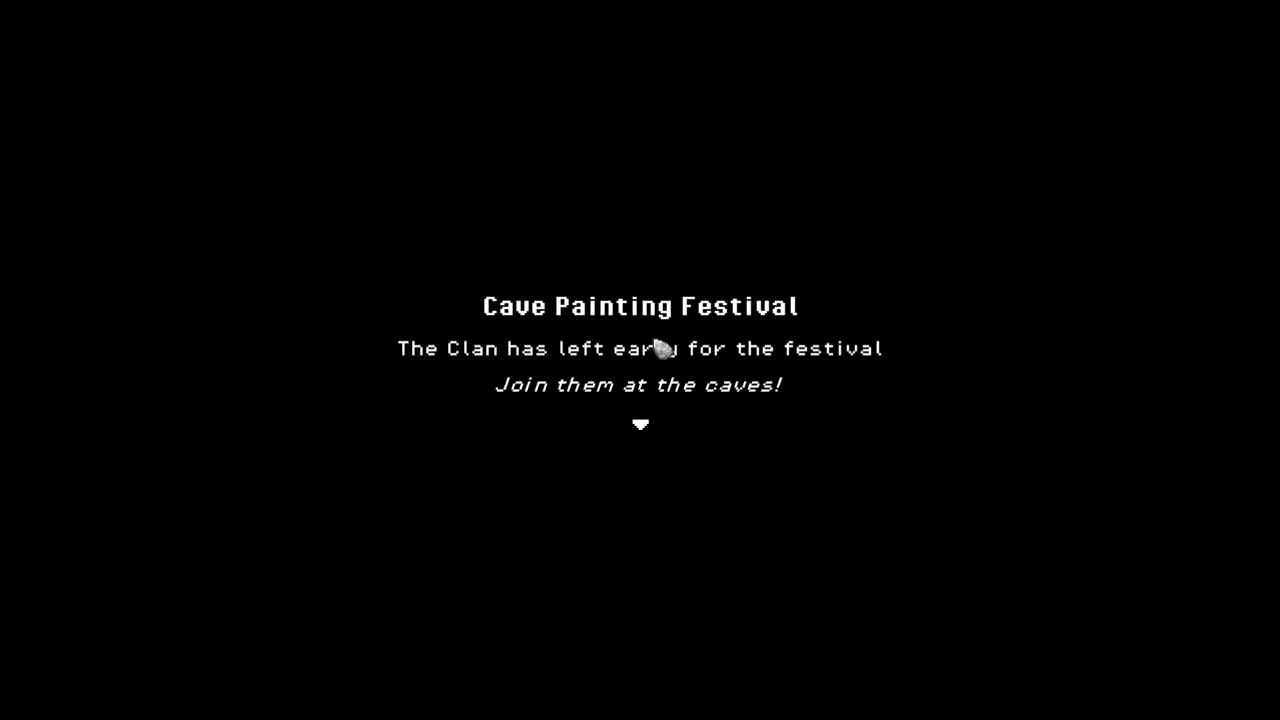 Cave Painting Festival
The Clan has left early for the festival
Join them at the caves!